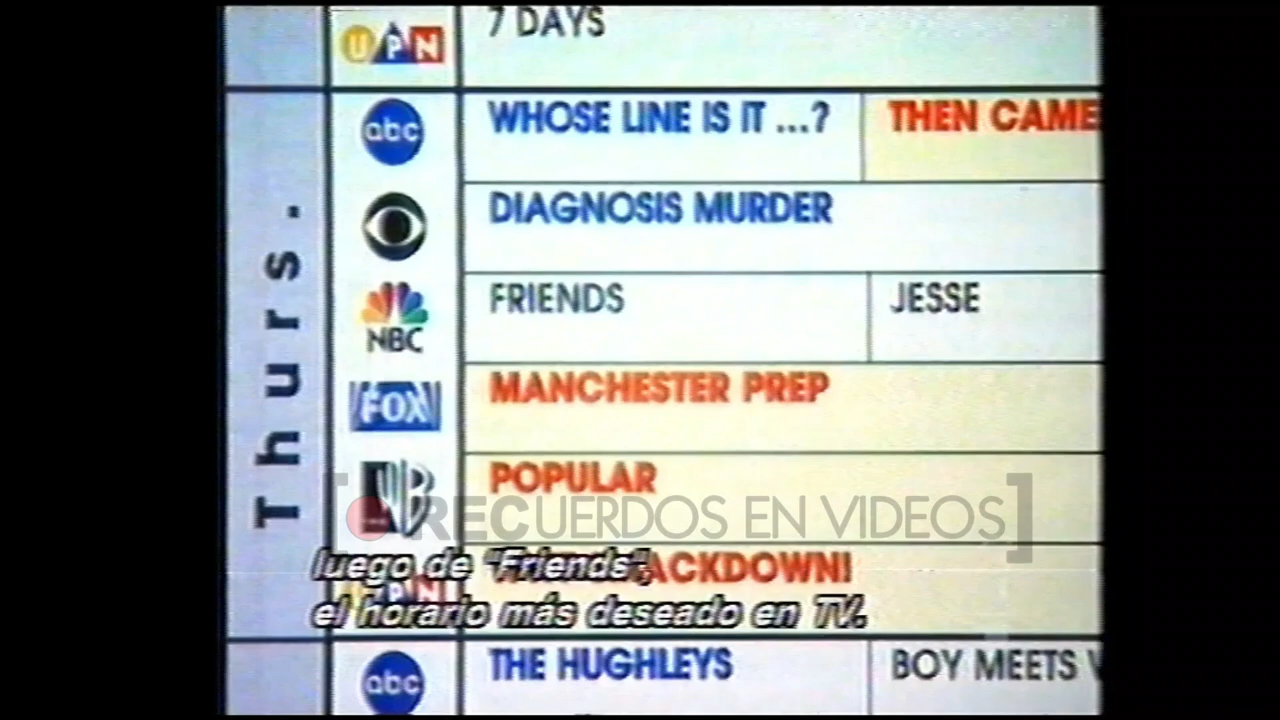 UPN
7 DAYS
Thurs.
abc
WHOSE LINE IS IT ...?
THEN CAME
DIAGNOSIS MURDER
NBC
FRIENDS
JESSE
FOX
MANCHESTER PREP
WB
POPULAR
[RECUERDOS EN VIDEOS]
ACKDOWN!
luego de "Friends",
UPN
el horario más deseado en TV.
abc
THE HUGHLEYS
BOY MEETS